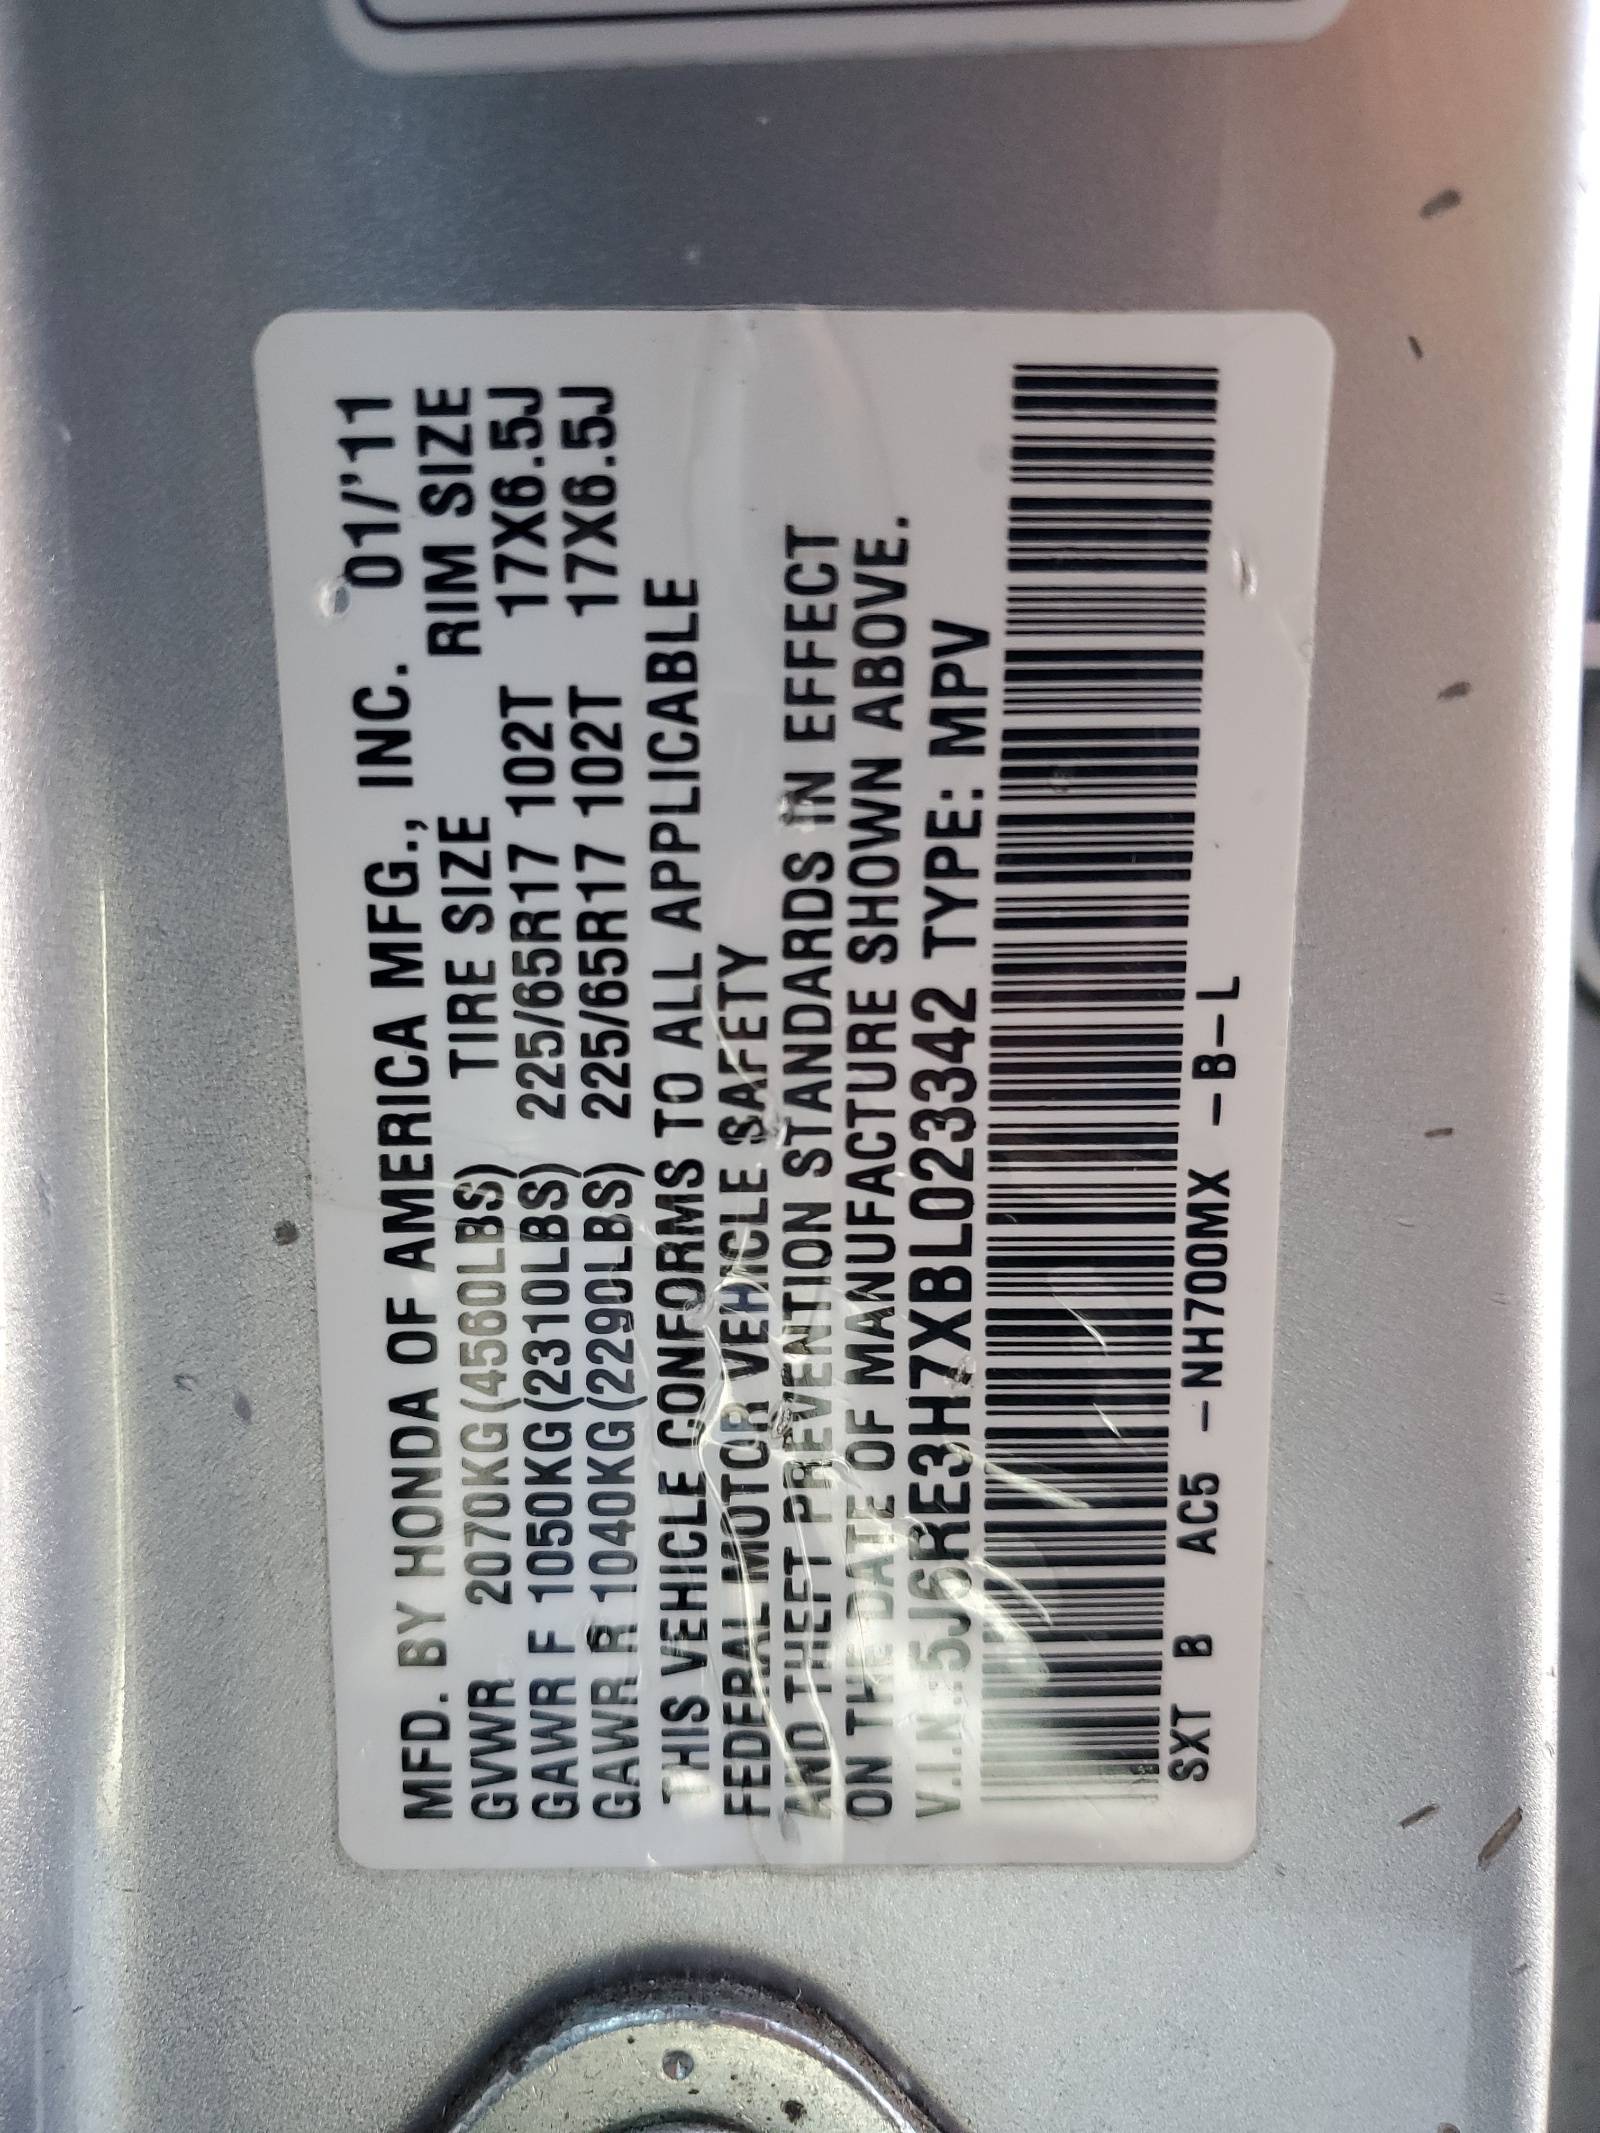 MFD. BY HONDA OF AMERICA MFG., INC. 01/'11
TIRE SIZE RIM SIZE
GVWR 2070KG(4560LBS)
GAWR F 1050KG(2310LBS) 225/65R17 102T 17X6.5J
GAWR R 1040KG(2290LBS) 225/65R17 102T 17X6.5J
THIS VEHICLE CONFORMS TO ALL APPLICABLE
FEDERAL MOTOR VEHICLE SAFETY
AND THEFT PREVENTION STANDARDS IN EFFECT
ON THE DATE OF MANUFACTURE SHOWN ABOVE.
V.I.N.:5J6RE3H7XBL023342 TYPE: MPV
SXT B AC5 -NH700MX -B-L